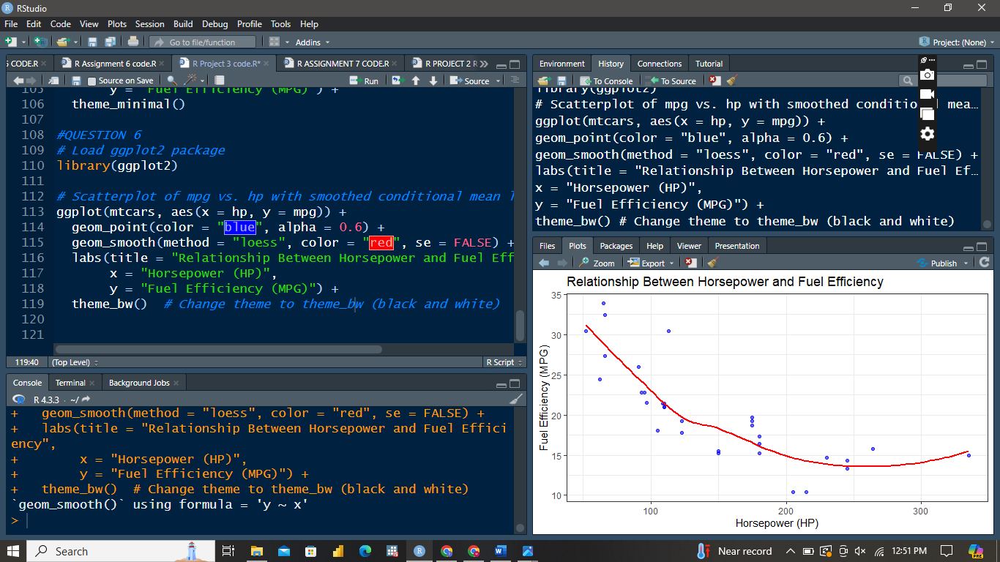 RStudio
File Edit Code View Plots Session Build Debug Profile Tools Help
Go to file/function Addins Project: (None)
5 CODE.R R Assignment 6 code.R R Project 3 code.R* R ASSIGNMENT 7 CODE.R R PROJECT 2 R
Source on Save Run Source
105 y = "Fuel Efficiency (MPG)") +
106 theme_minimal()
107
108 #QUESTION 6
109 # Load ggplot2 package
110 library(ggplot2)
111
112 # Scatterplot of mpg vs. hp with smoothed conditional mean l
113 ggplot(mtcars, aes(x = hp, y = mpg)) +
114 geom_point(color = "blue", alpha = 0.6) +
115 geom_smooth(method = "loess", color = "red", se = FALSE) +
116 labs(title = "Relationship Between Horsepower and Fuel Eff
117 x = "Horsepower (HP)",
118 y = "Fuel Efficiency (MPG)") +
119 theme_bw() # Change theme to theme_bw (black and white)
120
121
119:40 (Top Level) R Script
Console Terminal Background Jobs
R 4.3.3 . ~/
+ geom_smooth(method = "loess", color = "red", se = FALSE) +
+ labs(title = "Relationship Between Horsepower and Fuel Effici
ency",
+ x = "Horsepower (HP)",
+ y = "Fuel Efficiency (MPG)") +
+ theme_bw() # Change theme to theme_bw (black and white)
`geom_smooth()` using formula = 'y ~ x'
>
Environment History Connections Tutorial
To Console To Source
library(ggplot2)
# Scatterplot of mpg vs. hp with smoothed conditio l mea…
ggplot(mtcars, aes(x = hp, y = mpg)) +
geom_point(color = "blue", alpha = 0.6) +
geom_smooth(method = "loess", color = "red", se = FALSE) +
labs(title = "Relationship Between Horsepower and Fuel Ef…
x = "Horsepower (HP)",
y = "Fuel Efficiency (MPG)") +
theme_bw() # Change theme to theme_bw (black and white)
Files Plots Packages Help Viewer Presentation
Zoom Export Publish
Relationship Between Horsepower and Fuel Efficiency
Fuel Efficiency (MPG)
35
30
25
20
15
10
100 200 300
Horsepower (HP)
Search Near record 12:51 PM
PRE